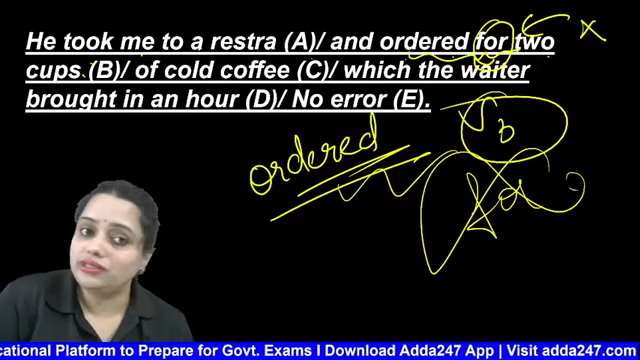 He took me to a restra (A)/ and ordered for two
cups (B)/ of cold coffee (C)/ which the waiter
brought in an hour (D)/ No error (E).
b
ordered
cational Platform to Prepare for Govt. Exams I Download Adda247 App | Visit adda247.com